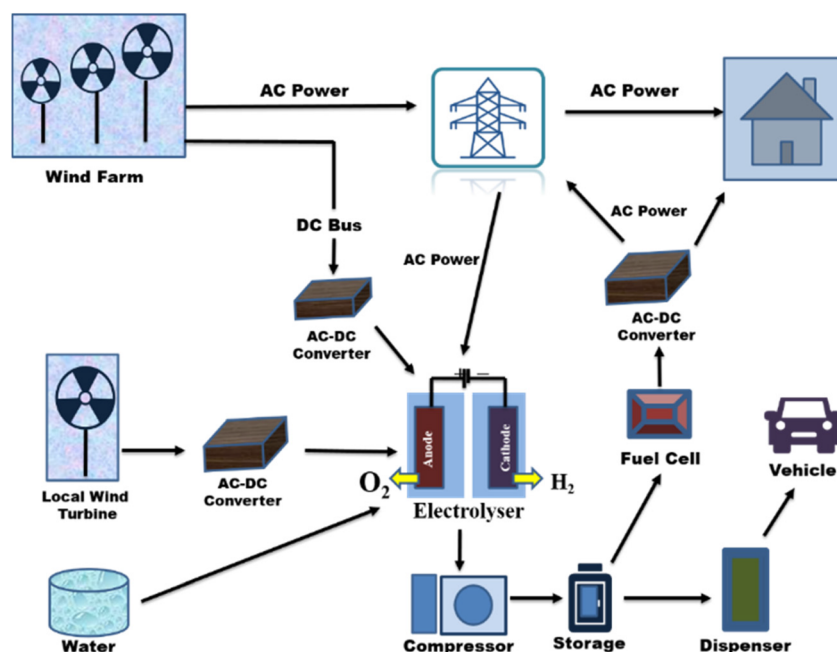 AC Power
AC Power
Wind Farm
DC Bus
AC Power
AC Power
AC-DC
Converter
AC-DC
Converter
+
−
Anode
Cathode
Local Wind
Turbine
AC-DC
Converter
Fuel Cell
Vehicle
O2
H2
Electrolyser
Water
Compressor
Storage
Dispenser